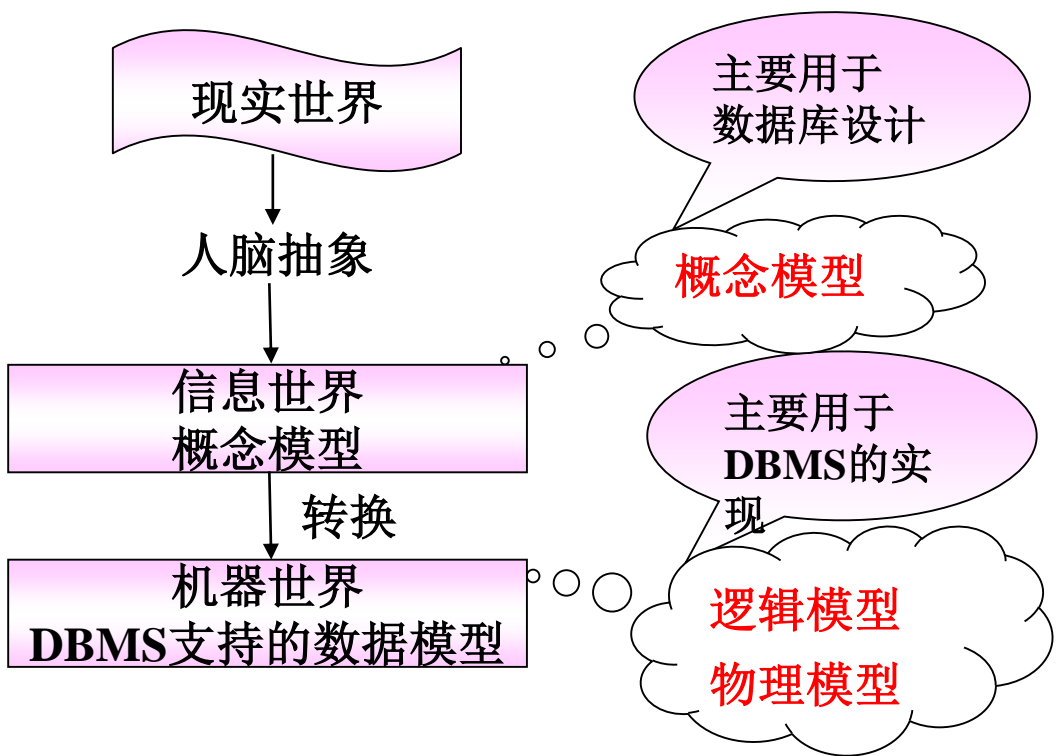 现实世界
人脑抽象
信息世界
概念模型
转换
机器世界
DBMS支持的数据模型
主要用于
数据库设计
概念模型
主要用于
DBMS的实
现
逻辑模型
物理模型